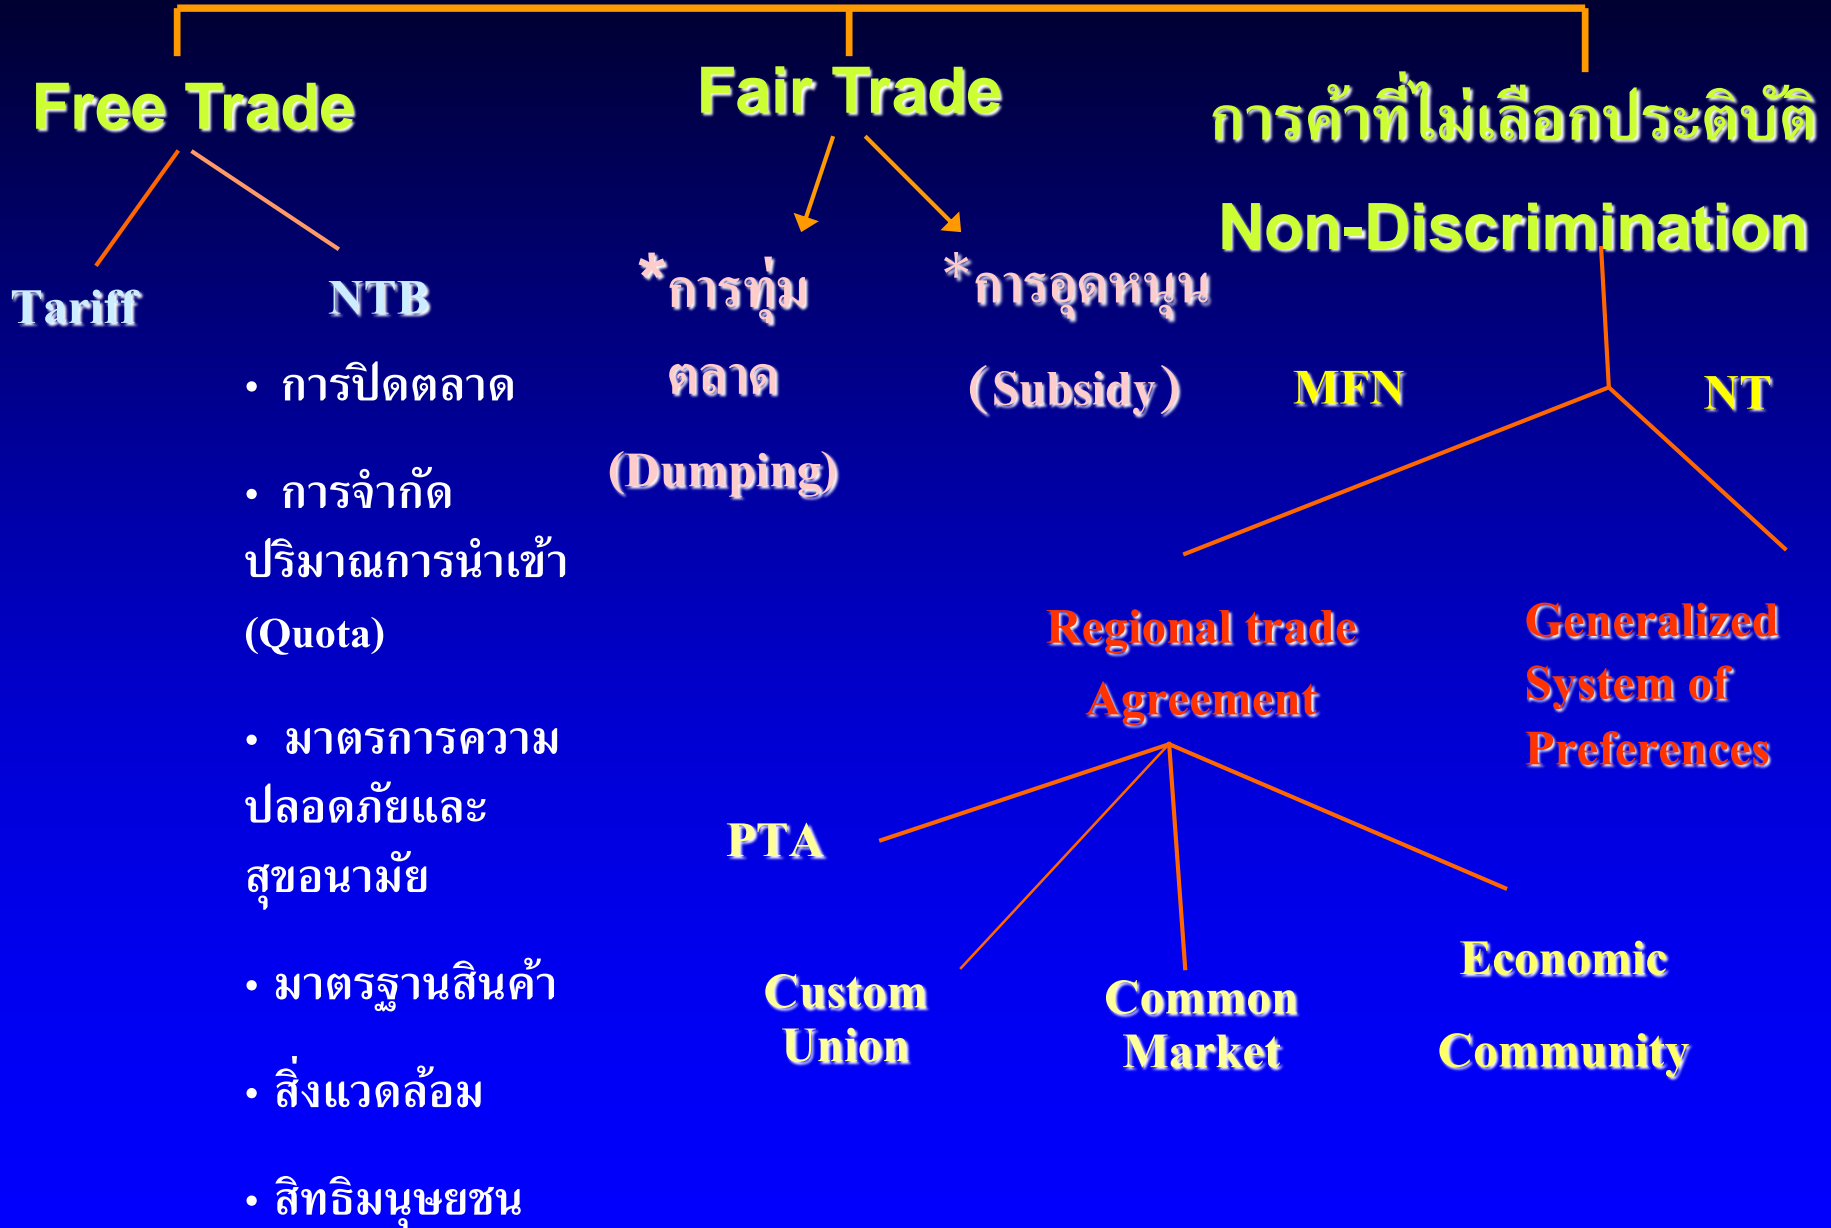 Free Trade
Tariff
NTB
• การปิดตลาด
• การจำกัด
ปริมาณการนำเข้า
(Quota)
• มาตรการความ
ปลอดภัยและ
สุขอนามัย
• มาตรฐานสินค้า
• สิ่งแวดล้อม
• สิทธิมนุษยชน
Fair Trade
*การทุ่ม
ตลาด
(Dumping)
*การอุดหนุน
(Subsidy)
การค้าที่ไม่เลือกประติบัติ
Non-Discrimination
MFN
NT
Regional trade
Agreement
Generalized
System of
Preferences
PTA
Custom
Union
Common
Market
Economic
Community